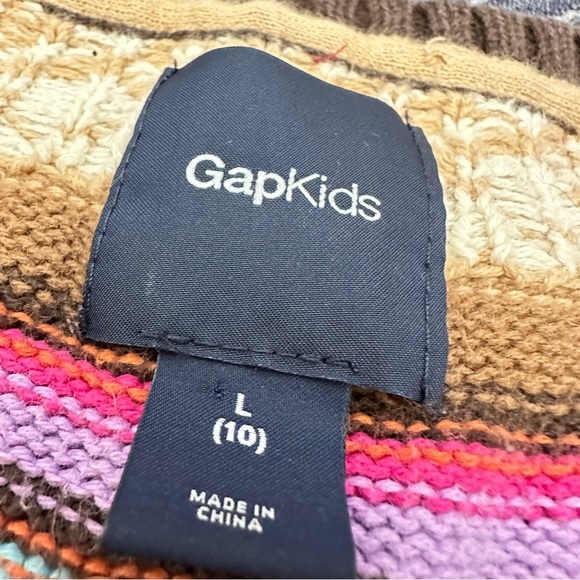 GapKids
L
(10)
MADE IN
CHINA